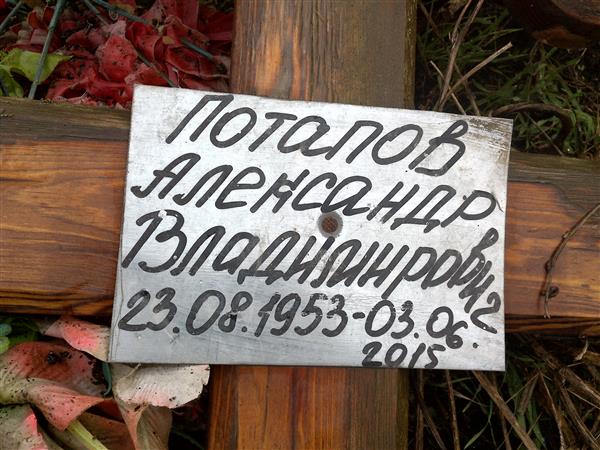 Потапов
Александр
Владимирович
23.08.1953-03.06.
2015